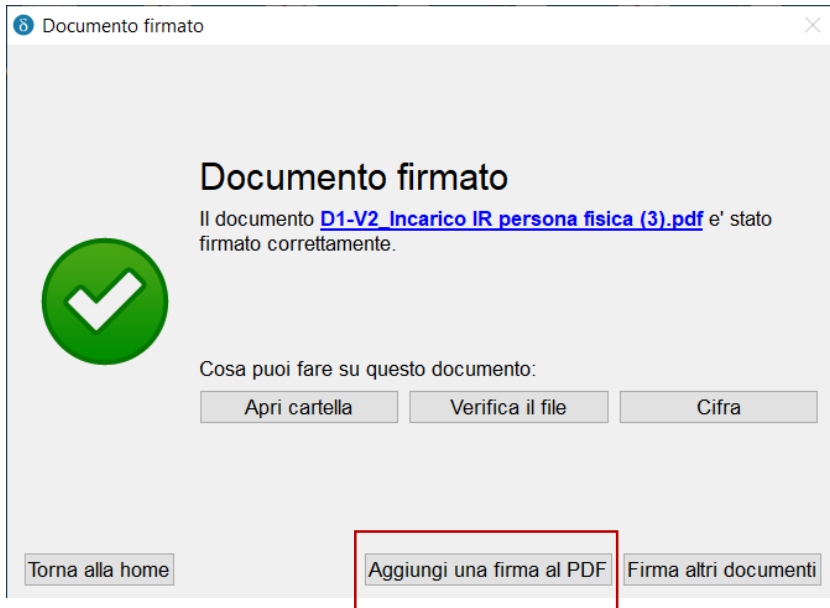 δ Documento firmato
Documento firmato
Il documento D1-V2_Incarico IR persona fisica (3).pdf e' stato
firmato correttamente.
Cosa puoi fare su questo documento:
Apri cartella Verifica il file Cifra
Torna alla home Aggiungi una firma al PDF Firma altri documenti